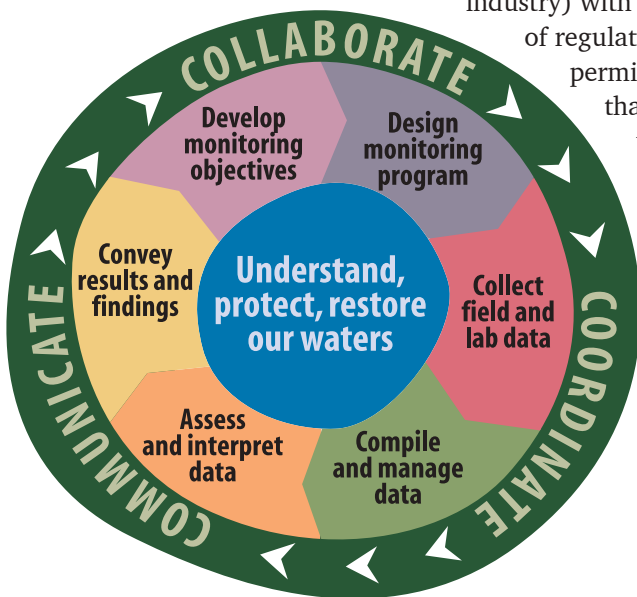 industry) with
of regulat
permi
tha
COLLABORATE
COORDINATE
COMMUNICATE
Develop
monitoring
objectives
Design
monitoring
program
Collect
field and
lab data
Compile
and manage
data
Assess
and interpret
data
Convey
results and
findings
Understand,
protect, restore
our waters